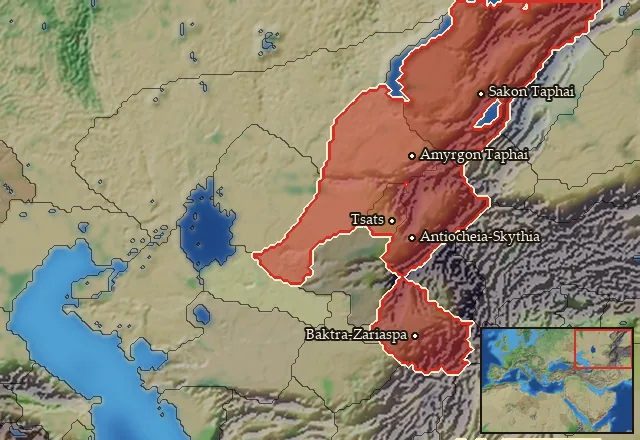 Sakon Taphai
Amyrgon Taphai
Tsats
Antiocheia-Skythia
Baktra-Zariaspa